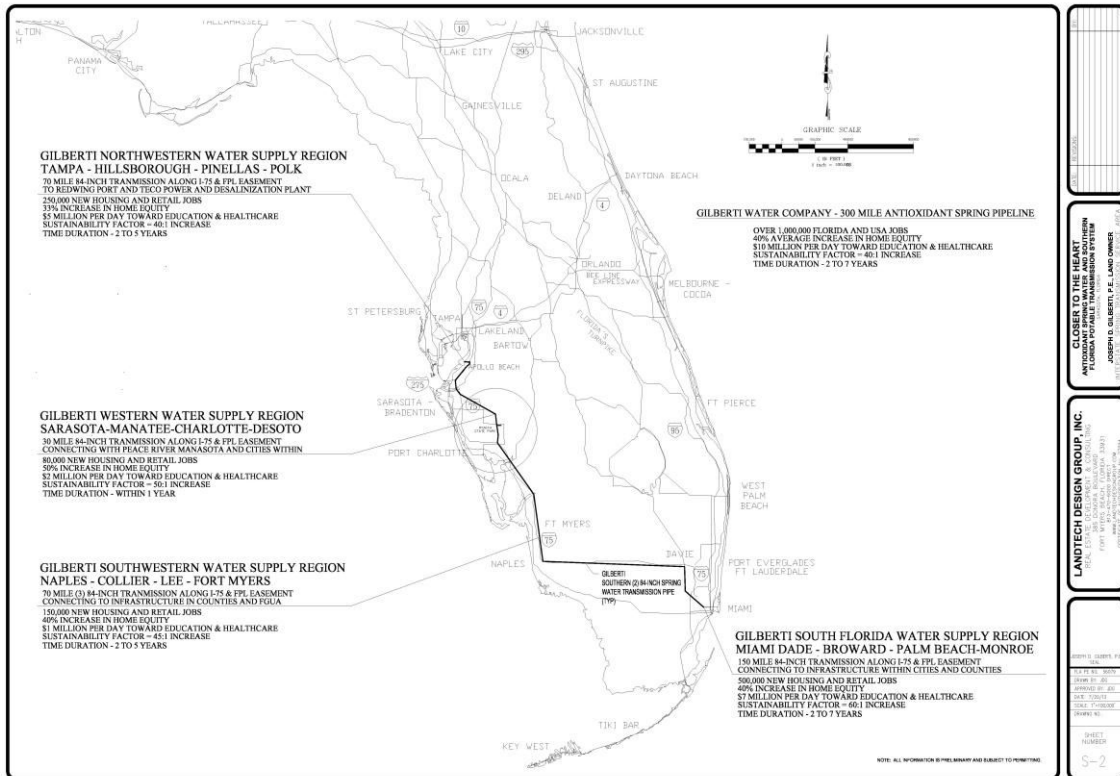 TALLAHASSEE
PANAMA
CITY
10
JACKSONVILLE
LAKE CITY
295
ST AUGUSTINE
GAINESVILLE
GRAPHIC SCALE
( IN FEET )
GILBERTI NORTHWESTERN WATER SUPPLY REGION
TAMPA - HILLSBOROUGH - PINELLAS - POLK
70 MILE 84-INCH TRANMISSION ALONG I-75 & FPL EASEMENT
TO REDWING PORT AND TECO POWER AND DESALINIZATION PLANT
250,000 NEW HOUSING AND RETAIL JOBS
33% INCREASE IN HOME EQUITY
$5 MILLION PER DAY TOWARD EDUCATION & HEALTHCARE
SUSTAINABILITY FACTOR = 40:1 INCREASE
TIME DURATION - 2 TO 5 YEARS
OCALA
DAYTONA BEACH
DELAND
4
GILBERTI WATER COMPANY - 300 MILE ANTIOXIDANT SPRING PIPELINE
OVER 1,000,000 FLORIDA AND USA JOBS
40% AVERAGE INCREASE IN HOME EQUITY
$10 MILLION PER DAY TOWARD EDUCATION & HEALTHCARE
SUSTAINABILITY FACTOR = 40:1 INCREASE
TIME DURATION - 2 TO 7 YEARS
ORLANDO
BEE LINE
EXPRESSWAY
MELBOURNE -
COCOA
ST PETERSBURG
TAMPA
75
4
LAKELAND
BARTOW
FLORIDA'S
TURNPIKE
APOLLO BEACH
275
SARASOTA -
BRADENTON
75
FT PIERCE
95
GILBERTI WESTERN WATER SUPPLY REGION
SARASOTA-MANATEE-CHARLOTTE-DESOTO
30 MILE 84-INCH TRANMISSION ALONG I-75 & FPL EASEMENT
CONNECTING WITH PEACE RIVER MANASOTA AND CITIES WITHIN
80,000 NEW HOUSING AND RETAIL JOBS
50% INCREASE IN HOME EQUITY
$2 MILLION PER DAY TOWARD EDUCATION & HEALTHCARE
SUSTAINABILITY FACTOR = 50:1 INCREASE
TIME DURATION - WITHIN 1 YEAR
PORT CHARLOTTE
WEST
PALM
BEACH
FT MYERS
75
NAPLES
DAVIE
75
PORT EVERGLADES
FT LAUDERDALE
MIAMI
GILBERTI
SOUTHERN (2) 84-INCH SPRING
WATER TRANSMISSION PIPE
(TYP)
GILBERTI SOUTHWESTERN WATER SUPPLY REGION
NAPLES - COLLIER - LEE - FORT MYERS
70 MILE (3) 84-INCH TRANMISSION ALONG I-75 & FPL EASEMENT
CONNECTING TO INFRASTRUCTURE IN COUNTIES AND FGUA
150,000 NEW HOUSING AND RETAIL JOBS
40% INCREASE IN HOME EQUITY
$1 MILLION PER DAY TOWARD EDUCATION & HEALTHCARE
SUSTAINABILITY FACTOR = 45:1 INCREASE
TIME DURATION - 2 TO 5 YEARS
GILBERTI SOUTH FLORIDA WATER SUPPLY REGION
MIAMI DADE - BROWARD - PALM BEACH-MONROE
150 MILE 84-INCH TRANMISSION ALONG I-75 & FPL EASEMENT
CONNECTING TO INFRASTRUCTURE WITHIN CITIES AND COUNTIES
500,000 NEW HOUSING AND RETAIL JOBS
40% INCREASE IN HOME EQUITY
$7 MILLION PER DAY TOWARD EDUCATION & HEALTHCARE
SUSTAINABILITY FACTOR = 60:1 INCREASE
TIME DURATION - 2 TO 7 YEARS
TIKI BAR
KEY WEST
NOTE: ALL INFORMATION IS PRELIMINARY AND SUBJECT TO PERMITTING.
CLOSER TO THE HEART
ANTIOXIDANT SPRING WATER AND SOUTHERN
FLORIDA POTABLE TRANSMISSION SYSTEM
JOSEPH D. GILBERTI, P.E., LAND OWNER
LANDTECH DESIGN GROUP, INC.
REAL ESTATE DEVELOPMENT & CONSULTING
SHEET
NUMBER
S-2